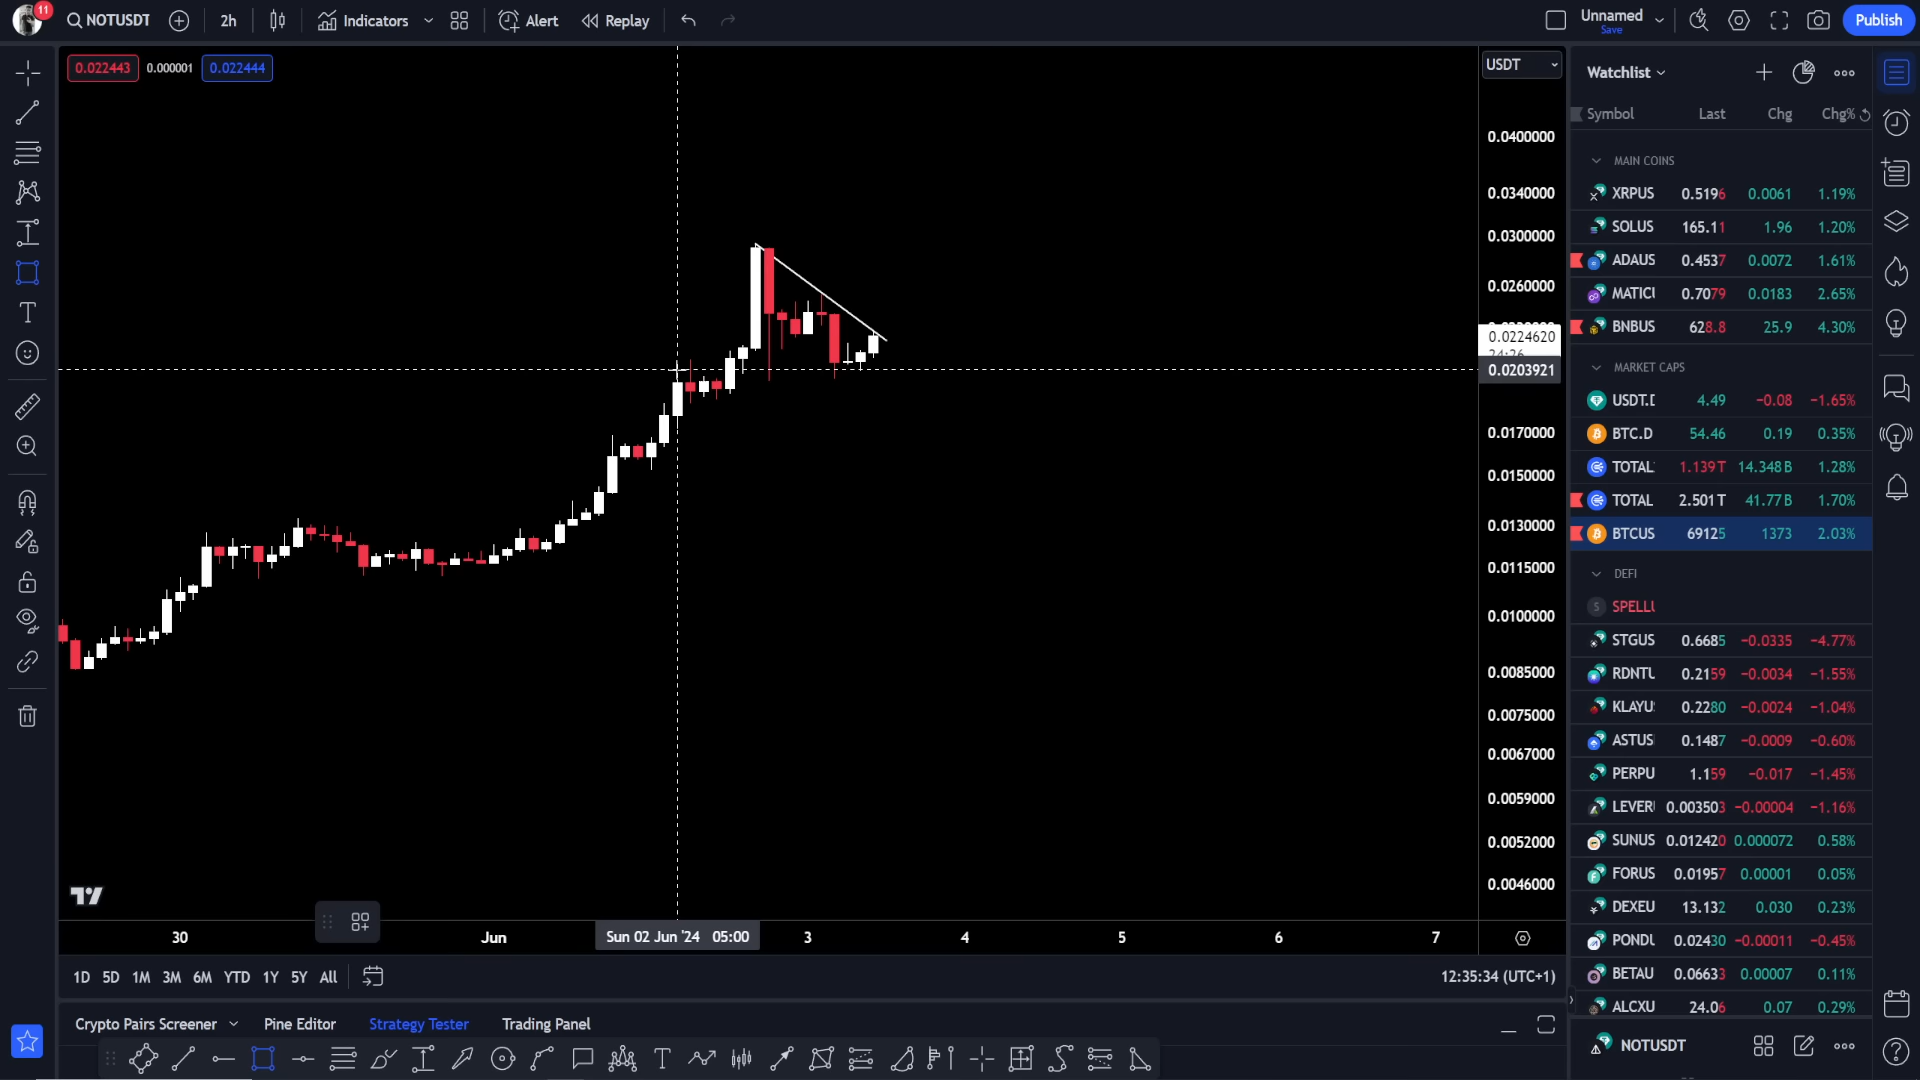 11
NOTUSDT
2h
Indicators
Alert
Replay
Unnamed
Save
Publish
0.022443
0.000001
0.022444
USDT
0.0400000
0.0340000
0.0300000
0.0260000
0.0224620
24:26
0.0203921
0.0170000
0.0150000
0.0130000
0.0115000
0.0100000
0.0085000
0.0075000
0.0067000
0.0059000
0.0052000
0.0046000
30
Jun
Sun 02 Jun '24 05:00
3
4
5
6
7
1D 5D 1M 3M 6M YTD 1Y 5Y All
12:35:34 (UTC+1)
Crypto Pairs Screener
Pine Editor
Strategy Tester
Trading Panel
Watchlist
Symbol Last Chg Chg%
MAIN COINS
XRPUS 0.5196 0.0061 1.19%
SOLUS 165.11 1.96 1.20%
ADAUS 0.4537 0.0072 1.61%
MATICU 0.7079 0.0183 2.65%
BNBUS 628.8 25.9 4.30%
MARKET CAPS
USDT.D 4.49 −0.08 −1.65%
BTC.D 54.46 0.19 0.35%
TOTAL 1.139T 14.348B 1.28%
TOTAL 2.501T 41.77B 1.70%
BTCUS 69125 1373 2.03%
DEFI
SPELLU
STGUS 0.6685 −0.0335 −4.77%
RDNTU 0.2159 −0.0034 −1.55%
KLAYU 0.2280 −0.0024 −1.04%
ASTUS 0.1487 −0.0009 −0.60%
PERPU 1.159 −0.017 −1.45%
LEVERU 0.003503 −0.00004 −1.16%
SUNUS 0.012420 0.000072 0.58%
FORUS 0.01957 0.00001 0.05%
DEXEU 13.132 0.030 0.23%
PONDU 0.02430 −0.00011 −0.45%
BETAU 0.06633 0.00007 0.11%
ALCXU 24.06 0.07 0.29%
NOTUSDT